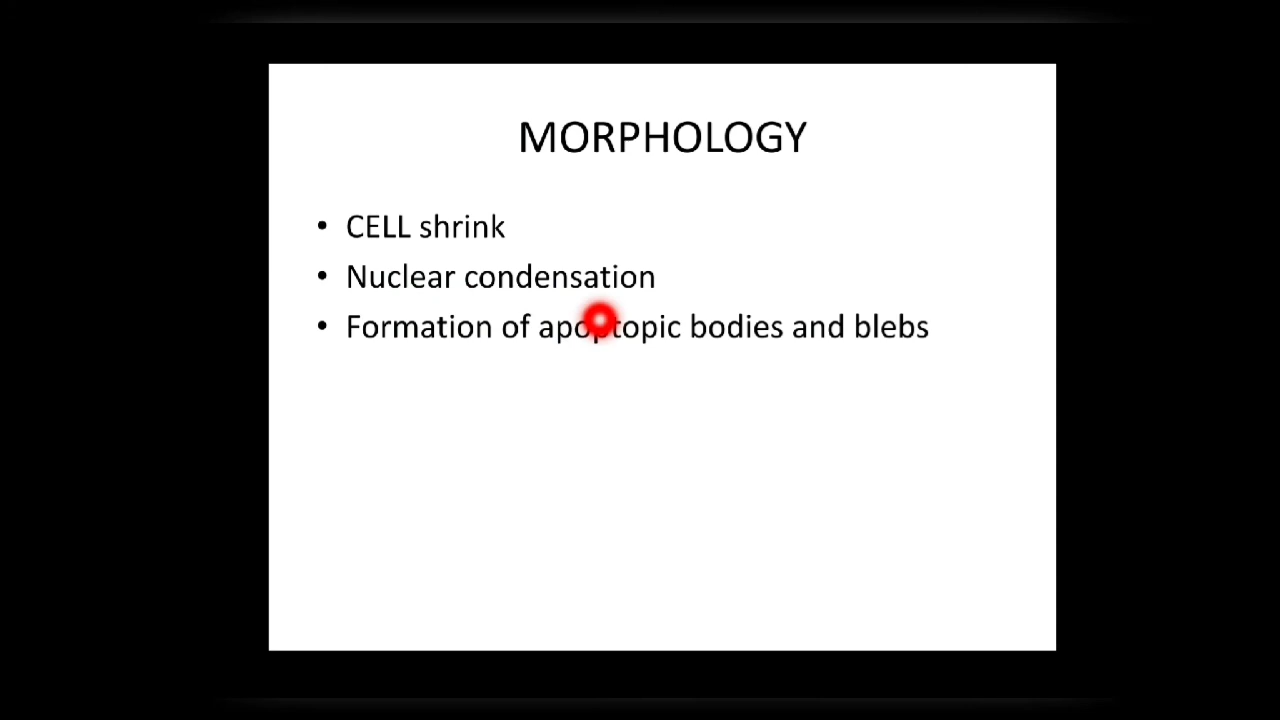 MORPHOLOGY
• CELL shrink
• Nuclear condensation
• Formation of apoptopic bodies and blebs